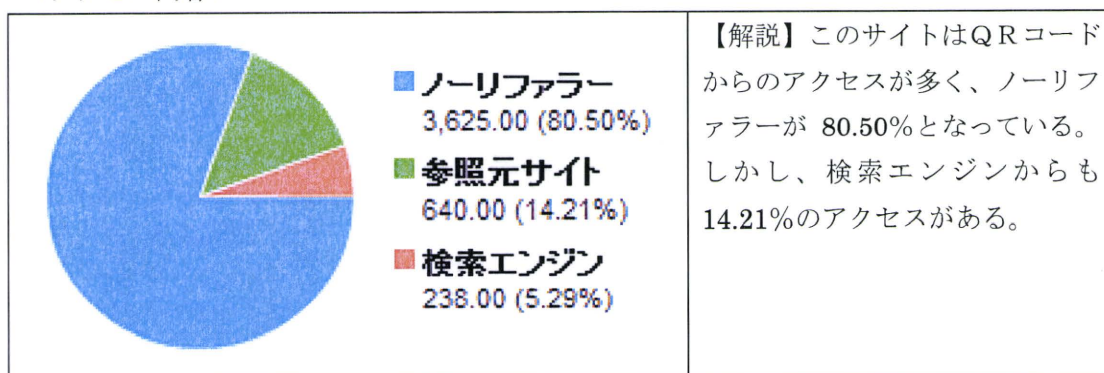 ノーリファラー
3,625.00 (80.50%)
参照元サイト
640.00 (14.21%)
検索エンジン
238.00 (5.29%)
【解説】このサイトはＱＲコード
からのアクセスが多く、ノーリフ
ァラーが 80.50%となっている。
しかし、検索エンジンからも
14.21%のアクセスがある。